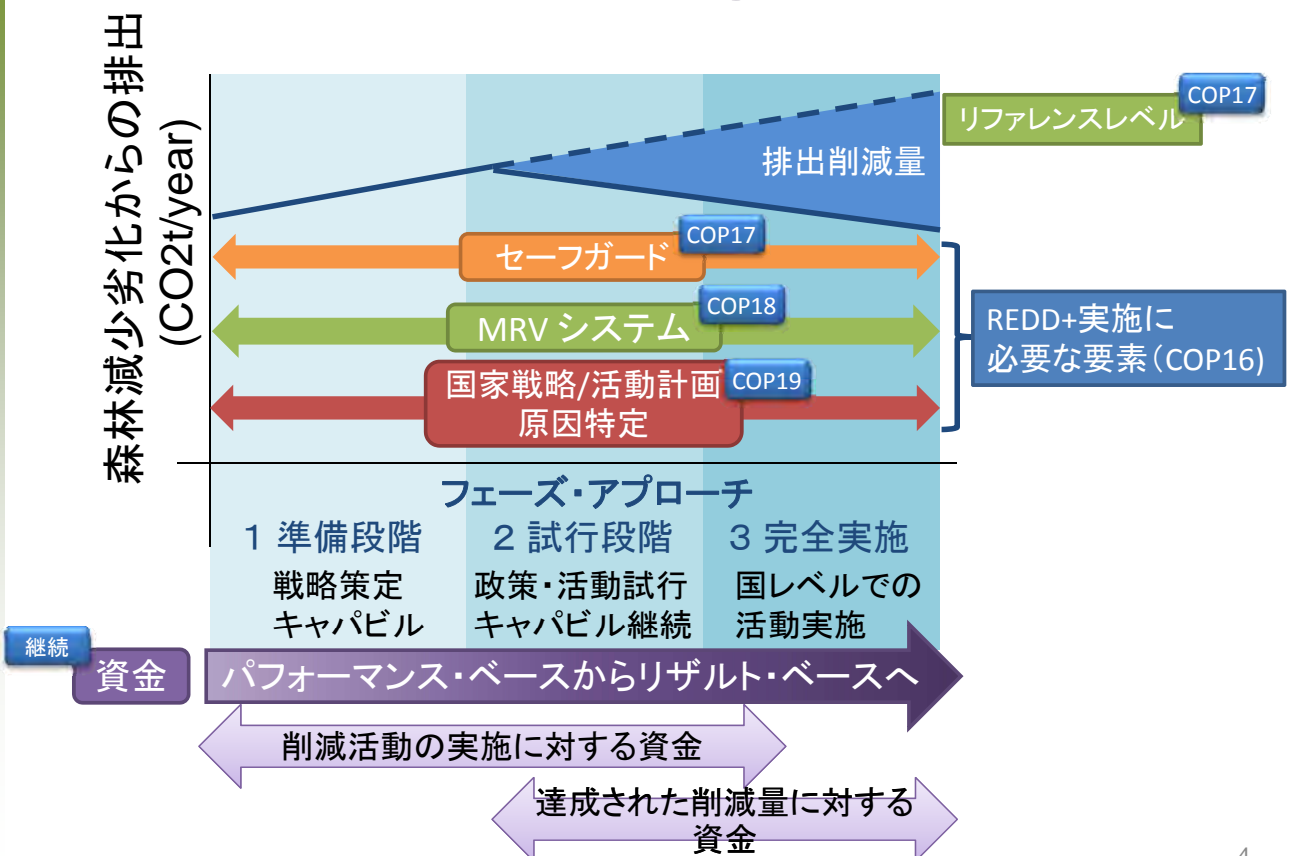 森林減少劣化からの排出
(CO2t/year)
COP17
リファレンスレベル
排出削減量
COP17
セーフガード
COP18
MRV システム
COP19
国家戦略/活動計画
原因特定
REDD+実施に
必要な要素（COP16)
フェーズ・アプローチ
1 準備段階
戦略策定
キャパビル
2 試行段階
政策・活動試行
キャパビル継続
3 完全実施
国レベルでの
活動実施
継続
資金
パフォーマンス・ベースからリザルト・ベースへ
削減活動の実施に対する資金
達成された削減量に対する
資金
4